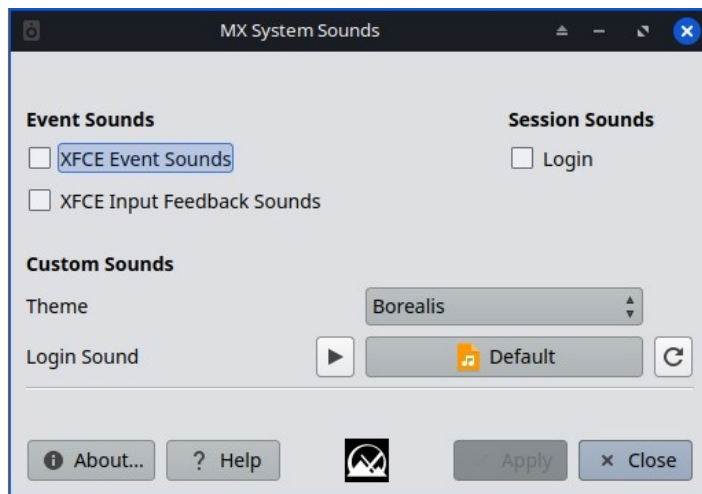 MX System Sounds
Event Sounds
Session Sounds
XFCE Event Sounds
Login
XFCE Input Feedback Sounds
Custom Sounds
Theme
Borealis
Login Sound
Default
About...
? Help
Apply
Close